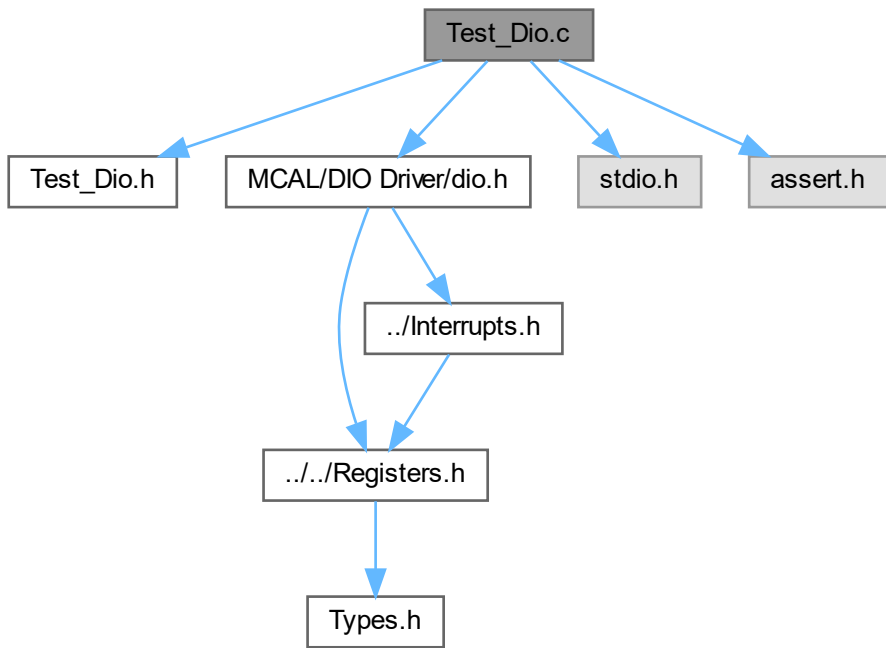 Test_Dio.c
Test_Dio.h
MCAL/DIO Driver/dio.h
stdio.h
assert.h
../Interrupts.h
../../Registers.h
Types.h